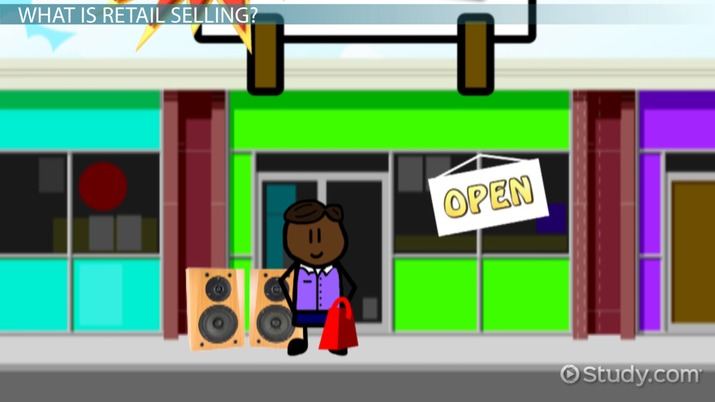 WHAT IS RETAIL SELLING?
OPEN
Study.com